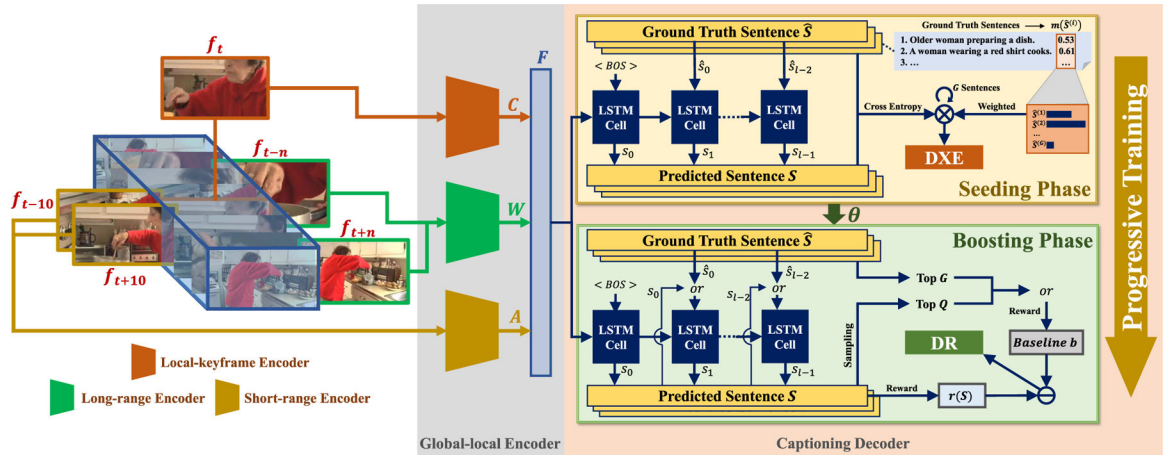 f_t
f_{t-n}
f_{t-10}
f_{t+10}
f_{t+n}
Local-keyframe Encoder
Long-range Encoder
Short-range Encoder
C
W
A
F
Global-local Encoder
Ground Truth Sentence Ŝ
< BOS >
ŝ_0
ŝ_{l-2}
LSTM Cell
LSTM Cell
LSTM Cell
s_0
s_1
s_{l-1}
Predicted Sentence S
Ground Truth Sentences → m(ŝ^{(i)})
1. Older woman preparing a dish. 0.53
2. A woman wearing a red shirt cooks. 0.61
3. ... ...
G Sentences
Cross Entropy
Weighted
ŝ^{(1)}
ŝ^{(2)}
...
ŝ^{(G)}
DXE
Seeding Phase
θ
Boosting Phase
Ground Truth Sentence Ŝ
ŝ_0
ŝ_{l-2}
< BOS >
s_0
or
s_{l-2}
or
LSTM Cell
LSTM Cell
LSTM Cell
s_0
s_1
s_{l-1}
Predicted Sentence S
Sampling
Top G
Top Q
or
Reward
Baseline b
DR
Reward
r(S)
Captioning Decoder
Progressive Training